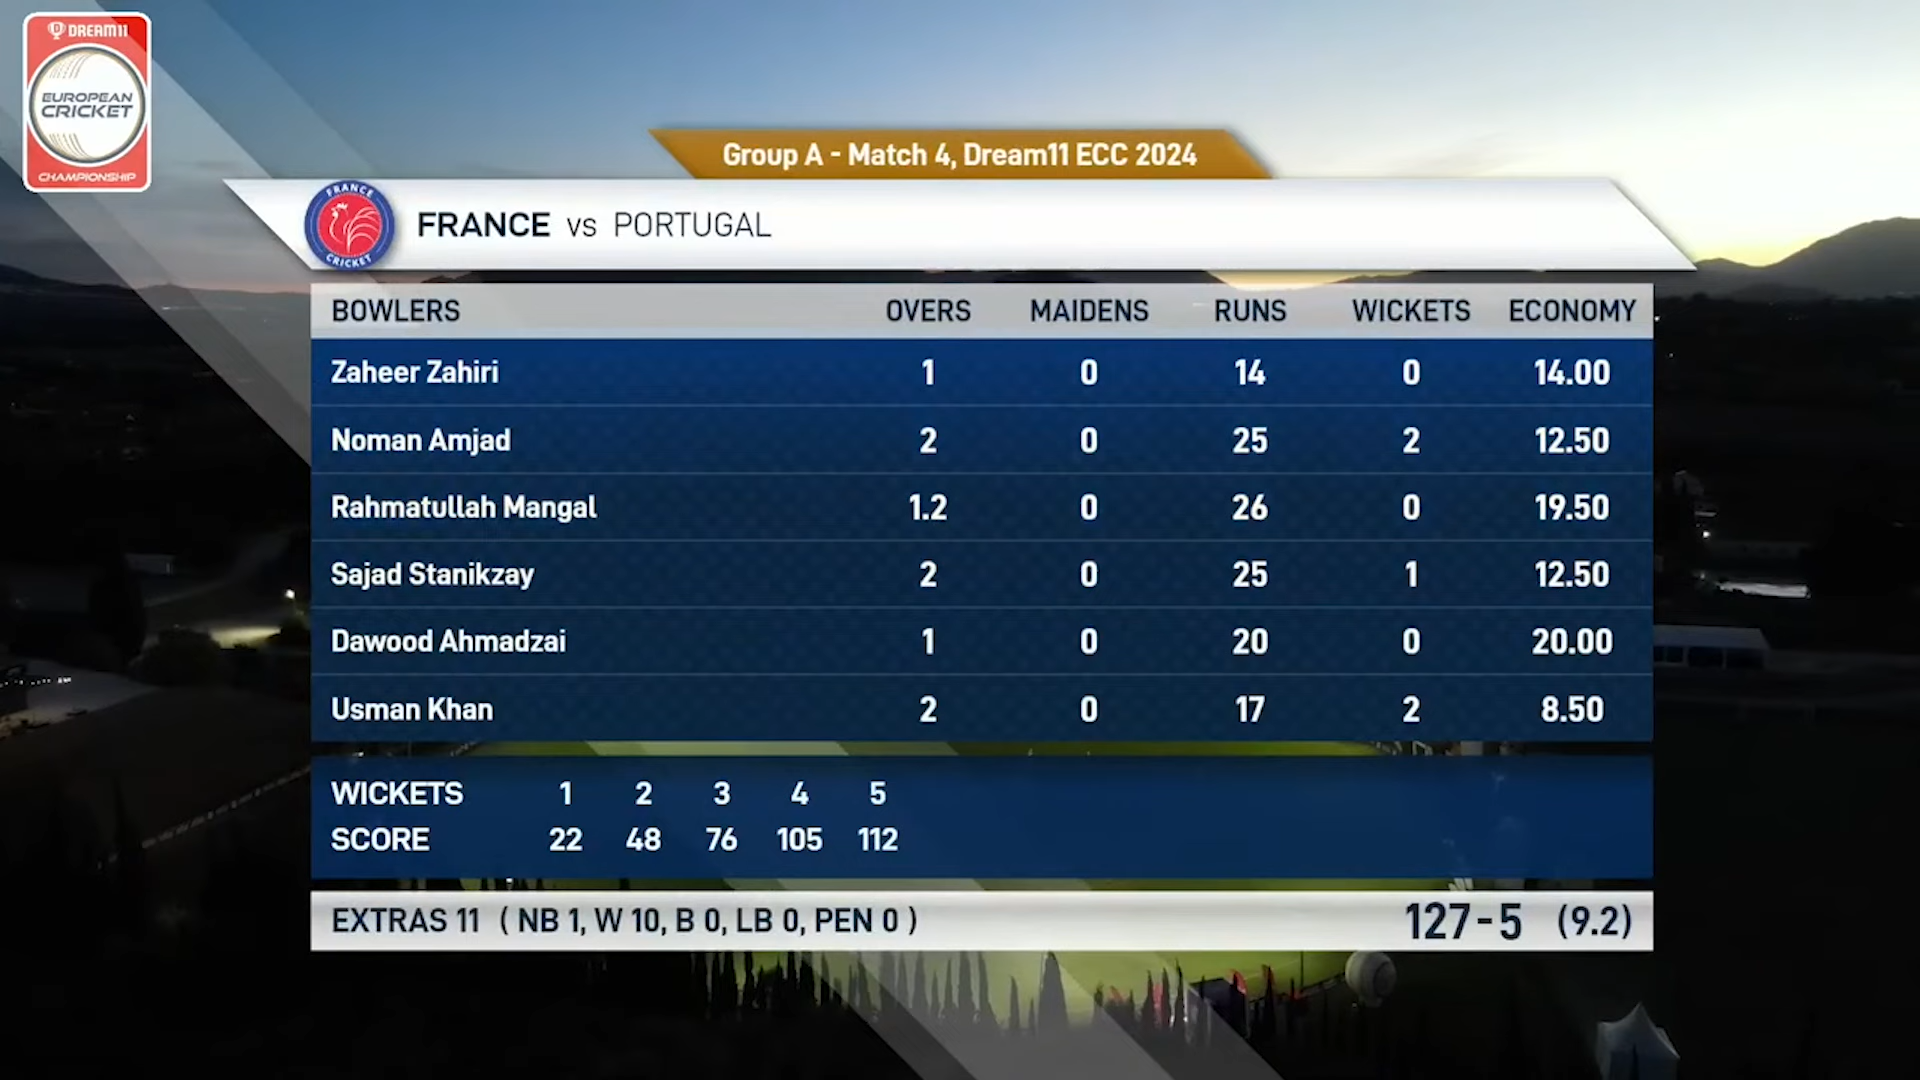 DREAM11
EUROPEAN
CRICKET
CHAMPIONSHIP
Group A - Match 4, Dream11 ECC 2024
FRANCE
CRICKET
FRANCE vs PORTUGAL
BOWLERS OVERS MAIDENS RUNS WICKETS ECONOMY
Zaheer Zahiri 1 0 14 0 14.00
Noman Amjad 2 0 25 2 12.50
Rahmatullah Mangal 1.2 0 26 0 19.50
Sajad Stanikzay 2 0 25 1 12.50
Dawood Ahmadzai 1 0 20 0 20.00
Usman Khan 2 0 17 2 8.50
WICKETS 1 2 3 4 5
SCORE 22 48 76 105 112
EXTRAS 11 ( NB 1, W 10, B 0, LB 0, PEN 0 ) 127-5 (9.2)